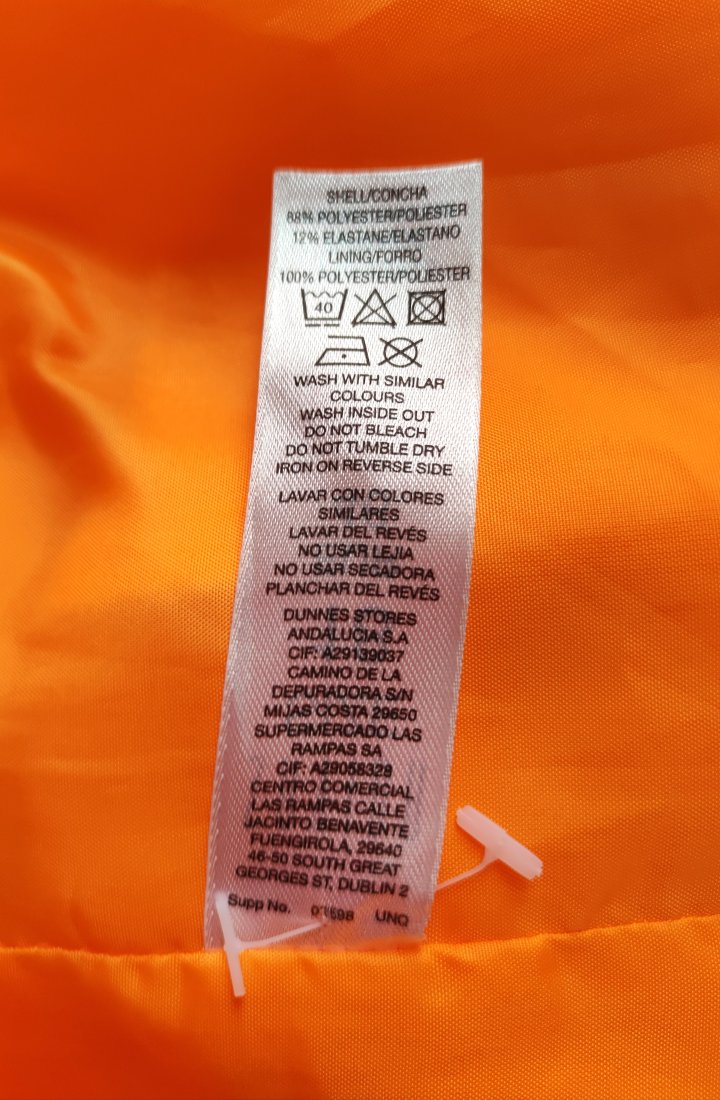 SHELL/CONCHA
88% POLYESTER/POLIESTER
12% ELASTANE/ELASTANO
LINING/FORRO
100% POLYESTER/POLIESTER
40
WASH WITH SIMILAR
COLOURS
WASH INSIDE OUT
DO NOT BLEACH
DO NOT TUMBLE DRY
IRON ON REVERSE SIDE
LAVAR CON COLORES
SIMILARES
LAVAR DEL REVÉS
NO USAR LEJIA
NO USAR SECADORA
PLANCHAR DEL REVÉS
DUNNES STORES
ANDALUCIA S.A
CIF: A29139037
CAMINO DE LA
DEPURADORA S/N
MIJAS COSTA 29650
SUPERMERCADO LAS
RAMPAS SA
CIF: A29058328
CENTRO COMERCIAL
LAS RAMPAS CALLE
JACINTO BENAVENTE
FUENGIROLA, 29640
46-50 SOUTH GREAT
GEORGES ST, DUBLIN 2
Supp No. UNQ